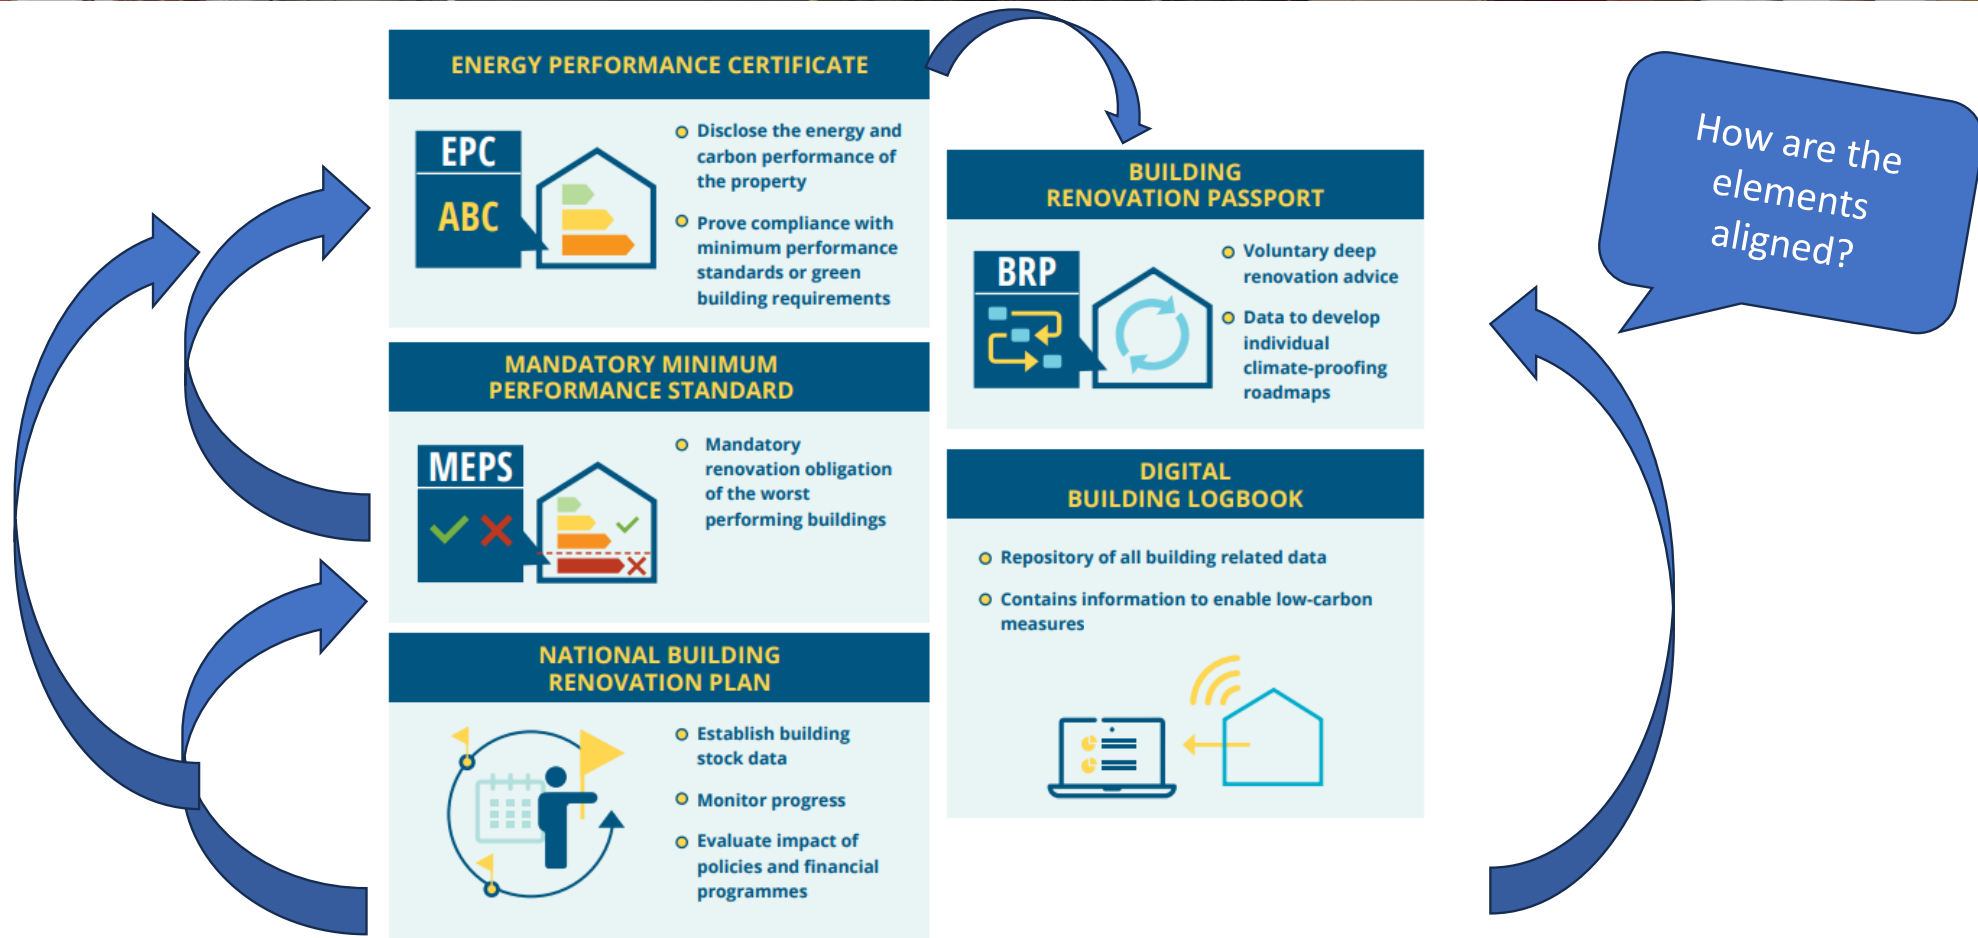 ENERGY PERFORMANCE CERTIFICATE
EPC
ABC
Disclose the energy and
carbon performance of
the property
Prove compliance with
minimum performance
standards or green
building requirements
MANDATORY MINIMUM
PERFORMANCE STANDARD
MEPS
Mandatory
renovation obligation
of the worst
performing buildings
NATIONAL BUILDING
RENOVATION PLAN
Establish building
stock data
Monitor progress
Evaluate impact of
policies and financial
programmes
BUILDING
RENOVATION PASSPORT
BRP
Voluntary deep
renovation advice
Data to develop
individual
climate-proofing
roadmaps
DIGITAL
BUILDING LOGBOOK
Repository of all building related data
Contains information to enable low-carbon
measures
How are the
elements
aligned?